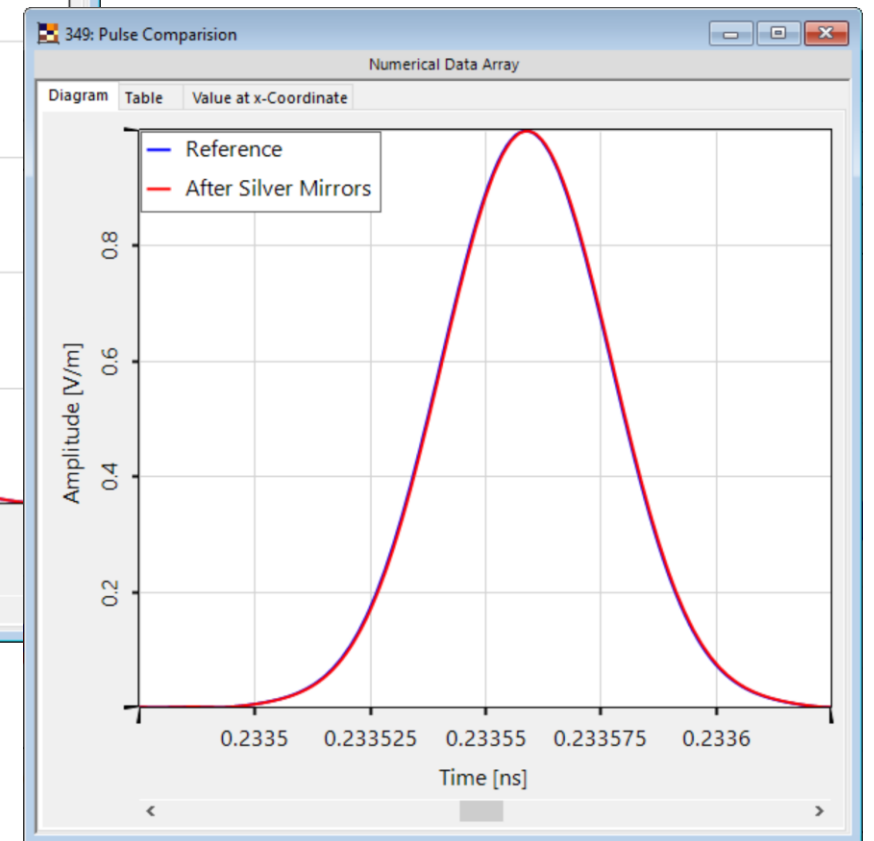 349: Pulse Comparision
Numerical Data Array
Diagram Table Value at x-Coordinate
Reference
After Silver Mirrors
0.8
0.6
0.4
0.2
Amplitude [V/m]
0.2335 0.233525 0.23355 0.233575 0.2336
Time [ns]